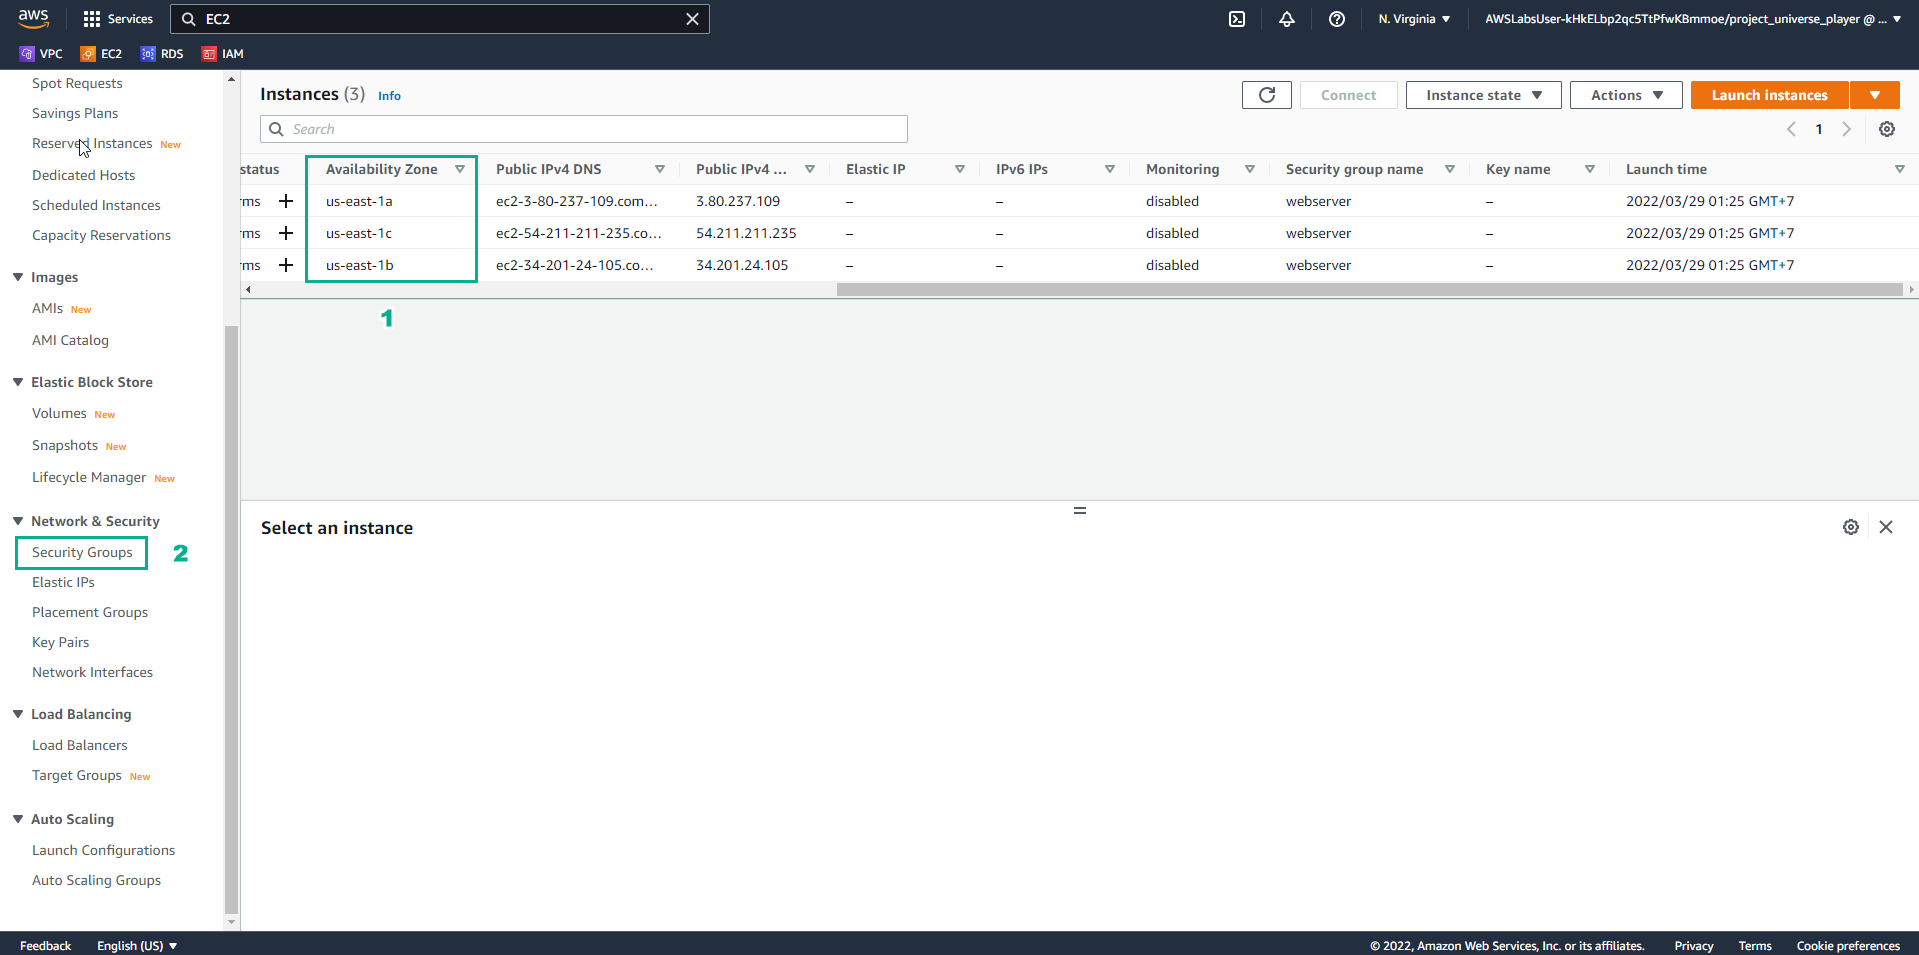 aws Services EC2 N. Virginia AWSLabsUser-kHkELbp2qc5TtPfwKBmmoe/project_universe_player @ ...
VPC EC2 RDS IAM
Spot Requests
Savings Plans
Reserved Instances New
Dedicated Hosts
Scheduled Instances
Capacity Reservations
Images
AMIs New
AMI Catalog
Elastic Block Store
Volumes New
Snapshots New
Lifecycle Manager New
Network & Security
Security Groups 2
Elastic IPs
Placement Groups
Key Pairs
Network Interfaces
Load Balancing
Load Balancers
Target Groups New
Auto Scaling
Launch Configurations
Auto Scaling Groups
Instances (3) Info Connect Instance state Actions Launch instances
Search 1
status Availability Zone Public IPv4 DNS Public IPv4 ... Elastic IP IPv6 IPs Monitoring Security group name Key name Launch time
rms us-east-1a ec2-3-80-237-109.com... 3.80.237.109 – – disabled webserver – 2022/03/29 01:25 GMT+7
rms us-east-1c ec2-54-211-211-235.co... 54.211.211.235 – – disabled webserver – 2022/03/29 01:25 GMT+7
rms us-east-1b ec2-34-201-24-105.co... 34.201.24.105 – – disabled webserver – 2022/03/29 01:25 GMT+7
1
Select an instance
Feedback English (US) © 2022, Amazon Web Services, Inc. or its affiliates. Privacy Terms Cookie preferences